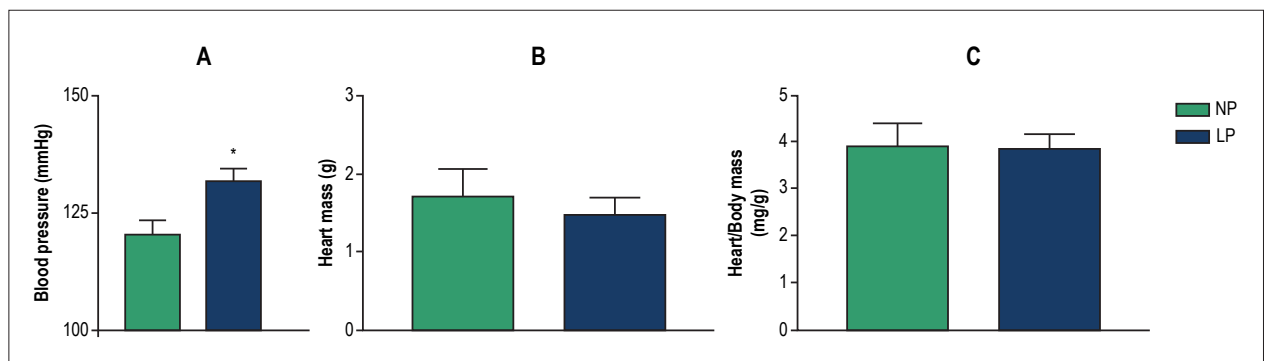 A
Blood pressure (mmHg)
150
125
100
*
B
Heart mass (g)
3
2
1
0
C
Heart/Body mass
(mg/g)
5
4
3
2
1
0
NP
LP